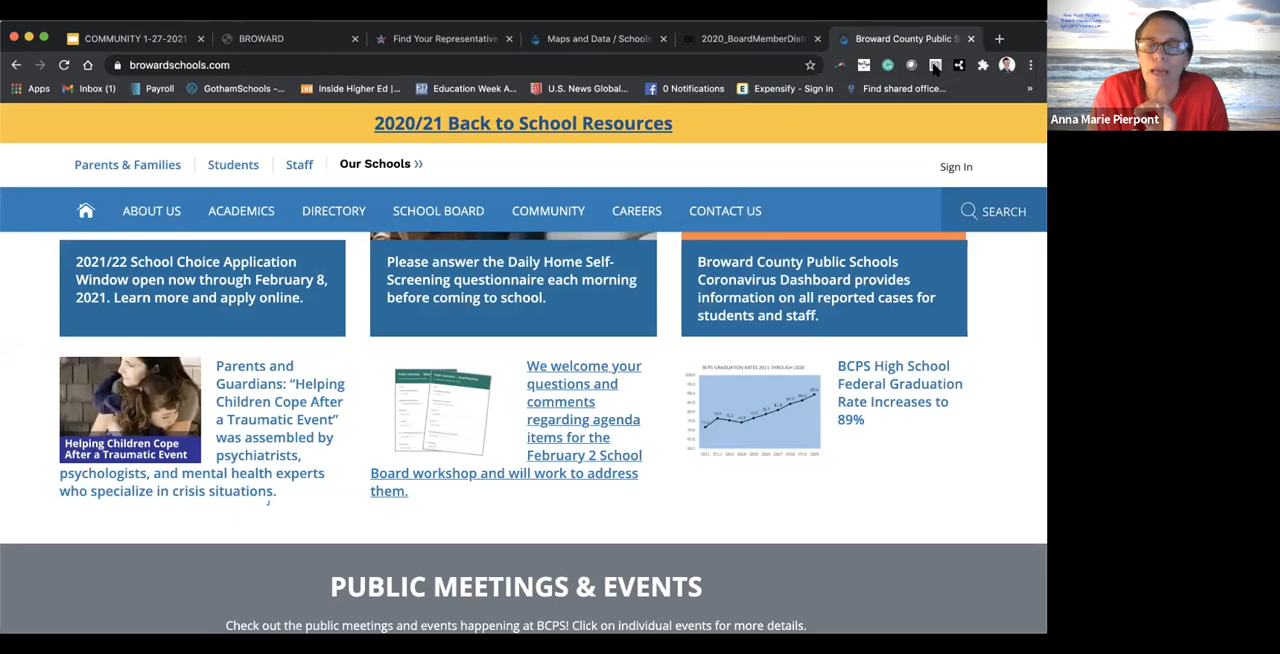 COMMUNITY 1-27-2021
BROWARD
Find Your Representative
Maps and Data / Schools
2020_BoardMemberDist
Broward County Public S
browardschools.com
Apps
Inbox (1)
Payroll
GothamSchools –...
Inside Higher Ed |...
Education Week A...
U.S. News Global...
0 Notifications
Expensify - Sign In
Find shared office...
»
Anna Marie Pierpont
2020/21 Back to School Resources
Parents & Families
Students
Staff
Our Schools »
Sign In
ABOUT US
ACADEMICS
DIRECTORY
SCHOOL BOARD
COMMUNITY
CAREERS
CONTACT US
SEARCH
2021/22 School Choice Application
Window open now through February 8,
2021. Learn more and apply online.
Please answer the Daily Home Self-
Screening questionnaire each morning
before coming to school.
Broward County Public Schools
Coronavirus Dashboard provides
information on all reported cases for
students and staff.
Helping Children Cope
After a Traumatic Event
Parents and
Guardians: “Helping
Children Cope After
a Traumatic Event”
was assembled by
psychiatrists,
psychologists, and mental health experts
who specialize in crisis situations.
We welcome your
questions and
comments
regarding agenda
items for the
February 2 School
Board workshop and will work to address
them.
BCPS GRADUATION RATES 2011 THROUGH 2020
BCPS High School
Federal Graduation
Rate Increases to
89%
PUBLIC MEETINGS & EVENTS
Check out the public meetings and events happening at BCPS! Click on individual events for more details.